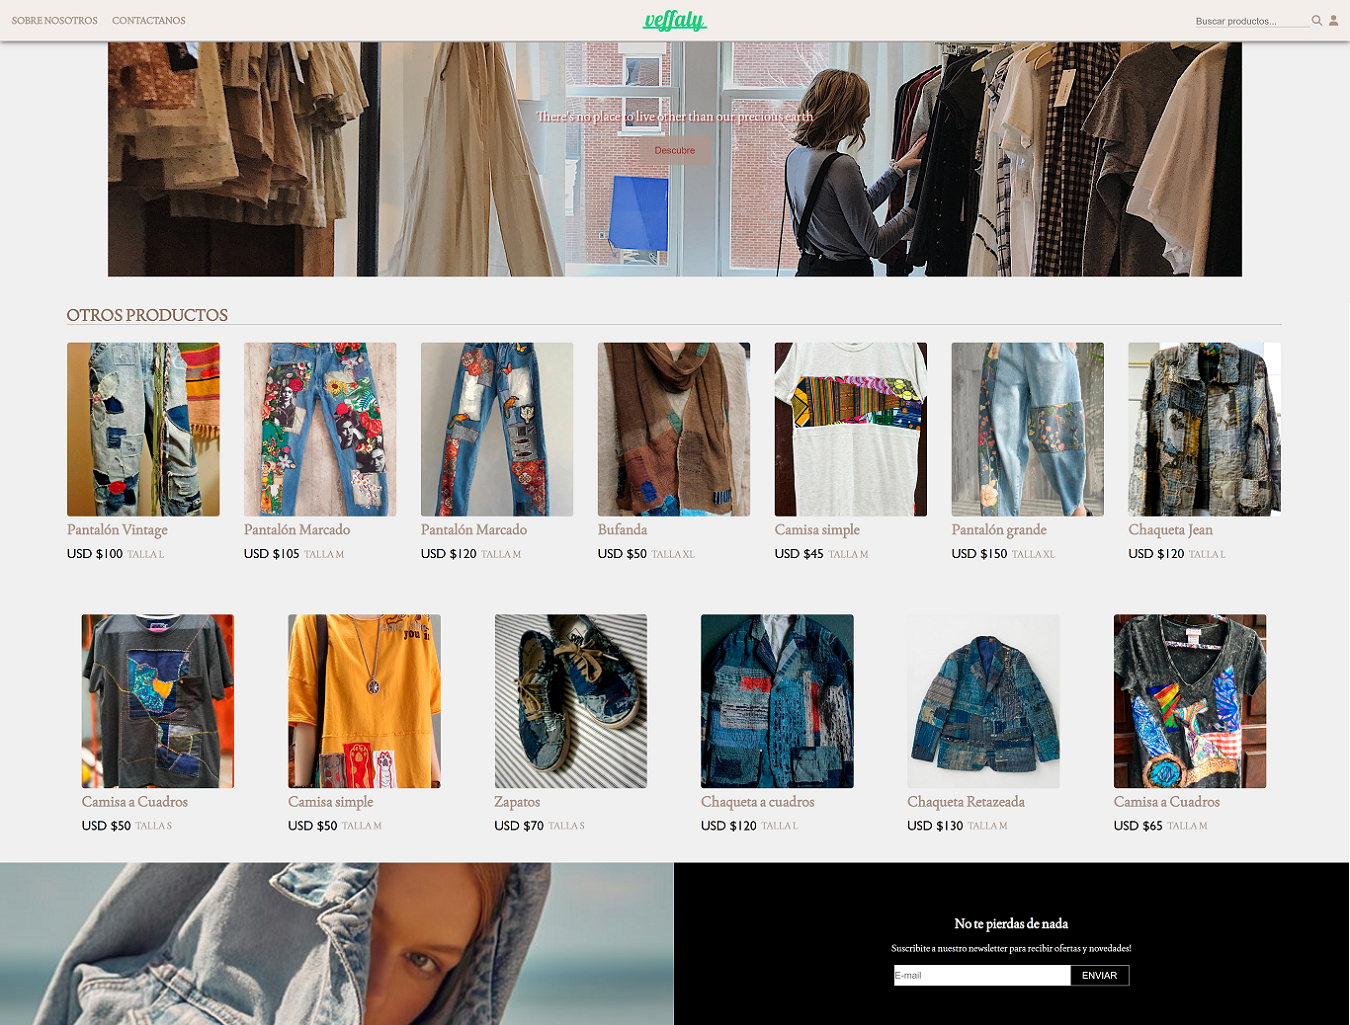 SOBRE NOSOTROS CONTACTANOS veffaly Buscar productos...
There's no place to live other than our precious earth
Descubre
OTROS PRODUCTOS
Pantalón Vintage
USD $100 TALLA L
Pantalón Marcado
USD $105 TALLA M
Pantalón Marcado
USD $120 TALLA M
Bufanda
USD $50 TALLA XL
Camisa simple
USD $45 TALLA M
Pantalón grande
USD $150 TALLA XL
Chaqueta Jean
USD $120 TALLA L
Camisa a Cuadros
USD $50 TALLA S
you is
Camisa simple
USD $50 TALLA M
Zapatos
USD $70 TALLA S
Chaqueta a cuadros
USD $120 TALLA L
Chaqueta Retazeada
USD $130 TALLA M
Camisa a Cuadros
USD $65 TALLA M
No te pierdas de nada
Suscribite a nuestro newsletter para recibir ofertas y novedades!
E-mail ENVIAR